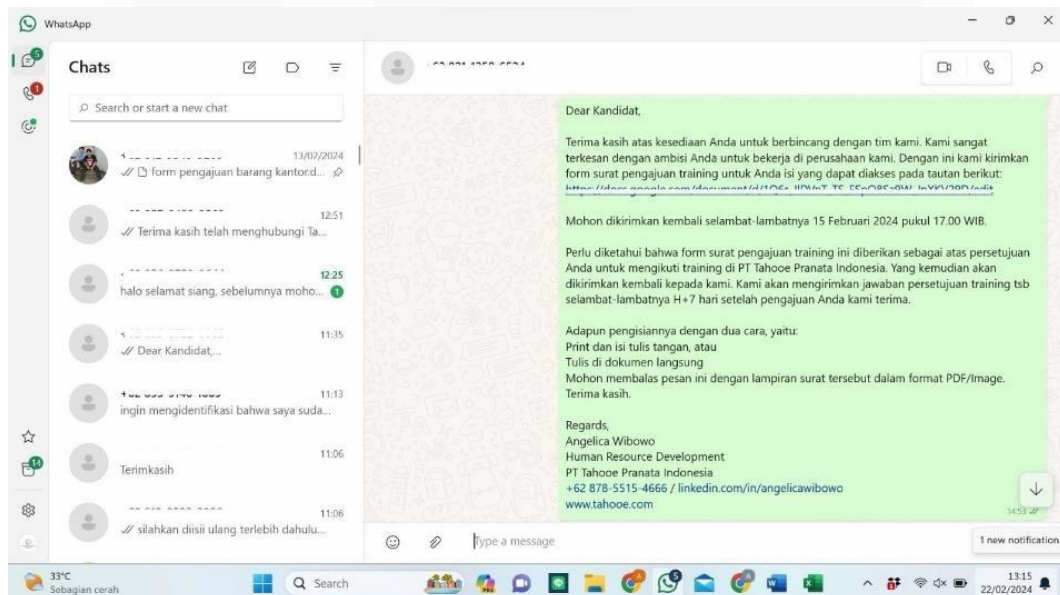 WhatsApp
5
Chats
1
Search or start a new chat
13/02/2024
form pengajuan barang kantor.d...
12:51
Terima kasih telah menghubungi Ta...
12:25
halo selamat siang, sebelumnya moho... 1
11:35
Dear Kandidat,...
11:13
ingin mengidentifikasi bahwa saya suda...
11:06
Terimkasih
14
11:06
silahkan diisii ulang terlebih dahulu...
Dear Kandidat,
Terima kasih atas kesediaan Anda untuk berbincang dengan tim kami. Kami sangat
terkesan dengan ambisi Anda untuk bekerja di perusahaan kami. Dengan ini kami kirimkan
form surat pengajuan training untuk Anda isi yang dapat diakses pada tautan berikut:
Mohon dikirimkan kembali selambat-lambatnya 15 Februari 2024 pukul 17.00 WIB.
Perlu diketahui bahwa form surat pengajuan training ini diberikan sebagai atas persetujuan
Anda untuk mengikuti training di PT Tahooe Pranata Indonesia. Yang kemudian akan
dikirimkan kembali kepada kami. Kami akan mengirimkan jawaban persetujuan training tsb
selambat-lambatnya H+7 hari setelah pengajuan Anda kami terima.
Adapun pengisiannya dengan dua cara, yaitu:
Print dan isi tulis tangan, atau
Tulis di dokumen langsung
Mohon membalas pesan ini dengan lampiran surat tersebut dalam format PDF/Image.
Terima kasih.
Regards,
Angelica Wibowo
Human Resource Development
PT Tahooe Pranata Indonesia
+62 878-5515-4666 / linkedin.com/in/angelicawibowo
www.tahooe.com
14:53
Type a message
1 new notification
33°C
Sebagian cerah
Search
5
13:15
22/02/2024